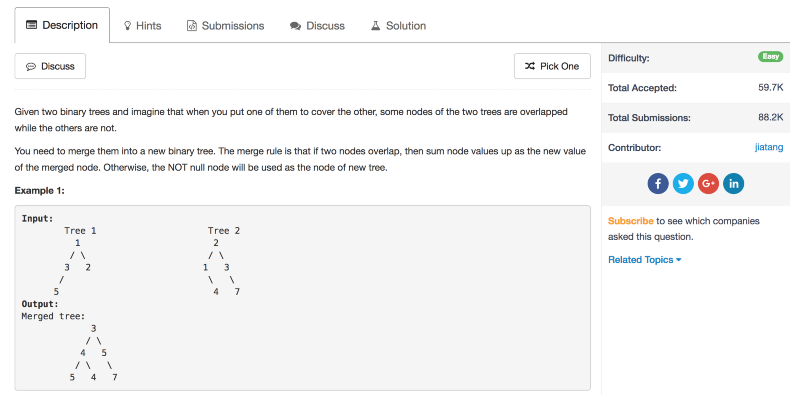 Description
Hints
Submissions
Discuss
Solution
Discuss
Pick One
Given two binary trees and imagine that when you put one of them to cover the other, some nodes of the two trees are overlapped
while the others are not.
You need to merge them into a new binary tree. The merge rule is that if two nodes overlap, then sum node values up as the new value
of the merged node. Otherwise, the NOT null node will be used as the node of new tree.
Example 1:
Input:
Tree 1 Tree 2
1 2
/ \ / \
3 2 1 3
/ \ \
5 4 7
Output:
Merged tree:
3
/ \
4 5
/ \ \
5 4 7
Difficulty: Easy
Total Accepted: 59.7K
Total Submissions: 88.2K
Contributor: jiatang
f G+ in
Subscribe to see which companies
asked this question.
Related Topics